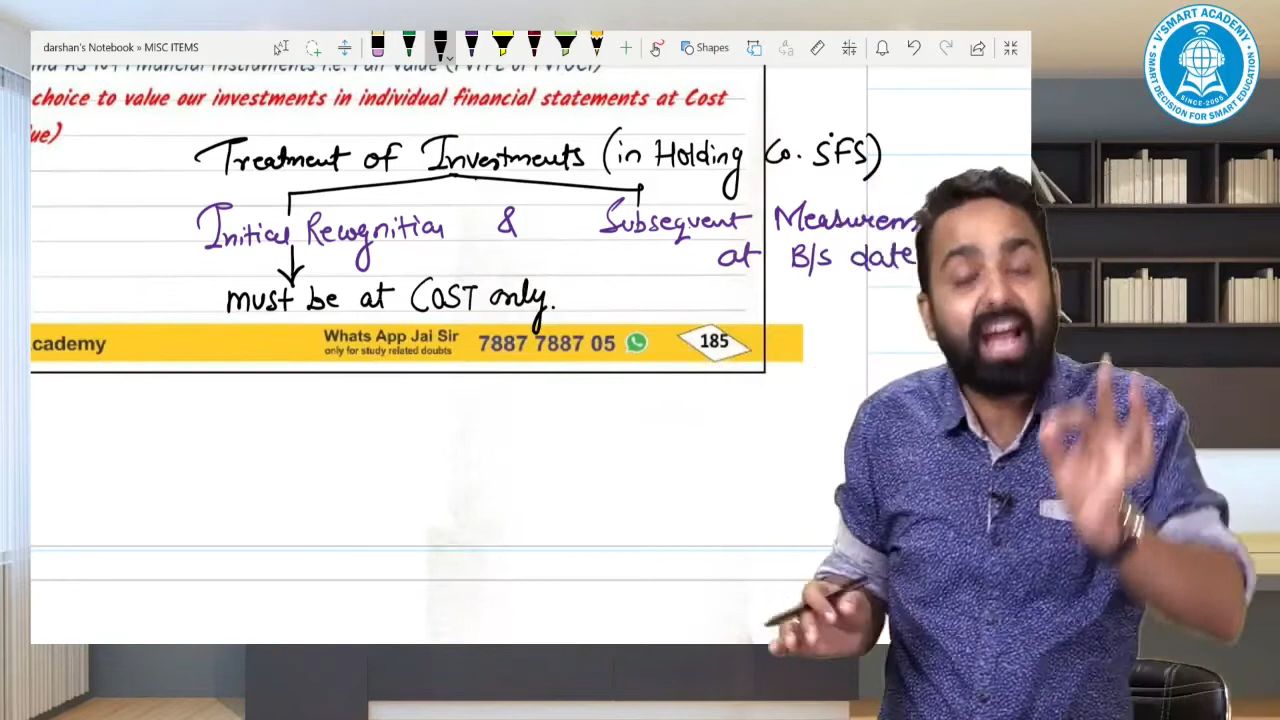 darshan's Notebook » MISC ITEMS
Shapes
choice to value our investments in individual financial statements at Cost
ue)
Treatment of Investments (in Holding Co. SFS)
Initial Recognition & Subsequent Measurem
at B/S date
must be at COST only.
cademy
Whats App Jai Sir
only for study related doubts
7887 7887 05
185
V'SMART ACADEMY
SINCE-2005
SMART DECISION FOR SMART EDUCATION